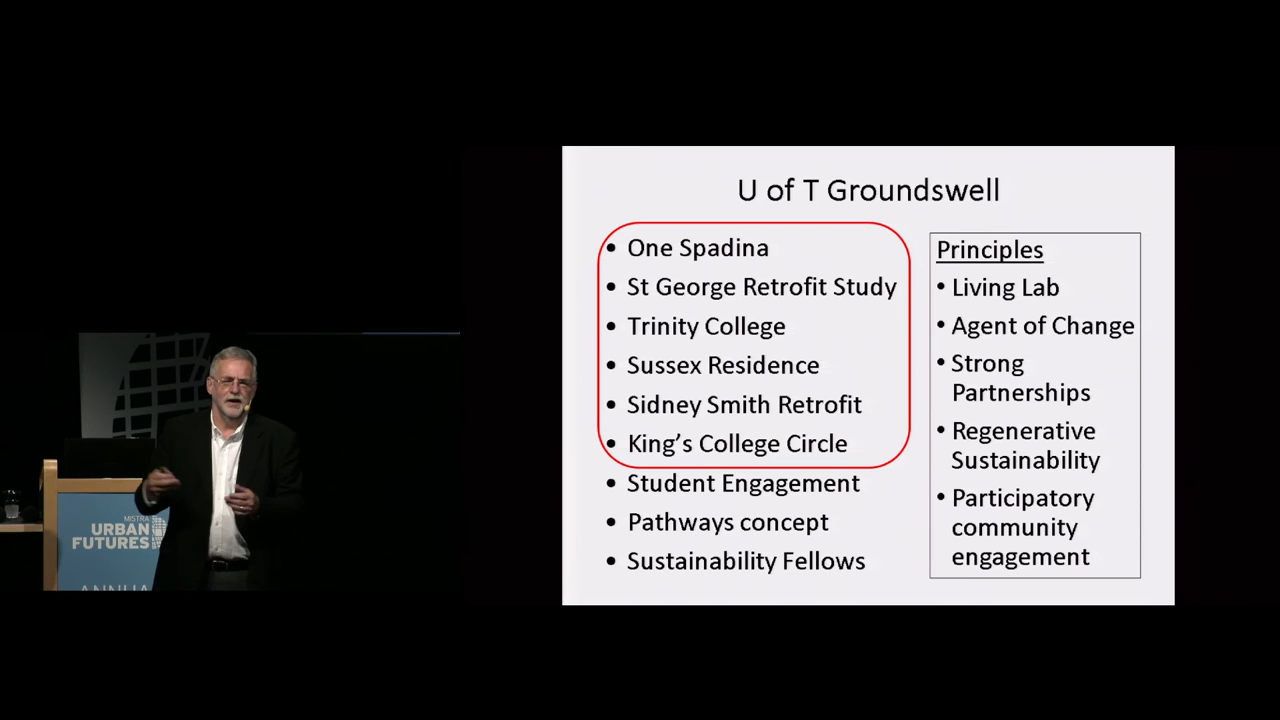 U of T Groundswell
• One Spadina
• St George Retrofit Study
• Trinity College
• Sussex Residence
• Sidney Smith Retrofit
• King’s College Circle
• Student Engagement
• Pathways concept
• Sustainability Fellows
Principles
• Living Lab
• Agent of Change
• Strong
Partnerships
• Regenerative
Sustainability
• Participatory
community
engagement
MISTRA
URBAN
FUTURES